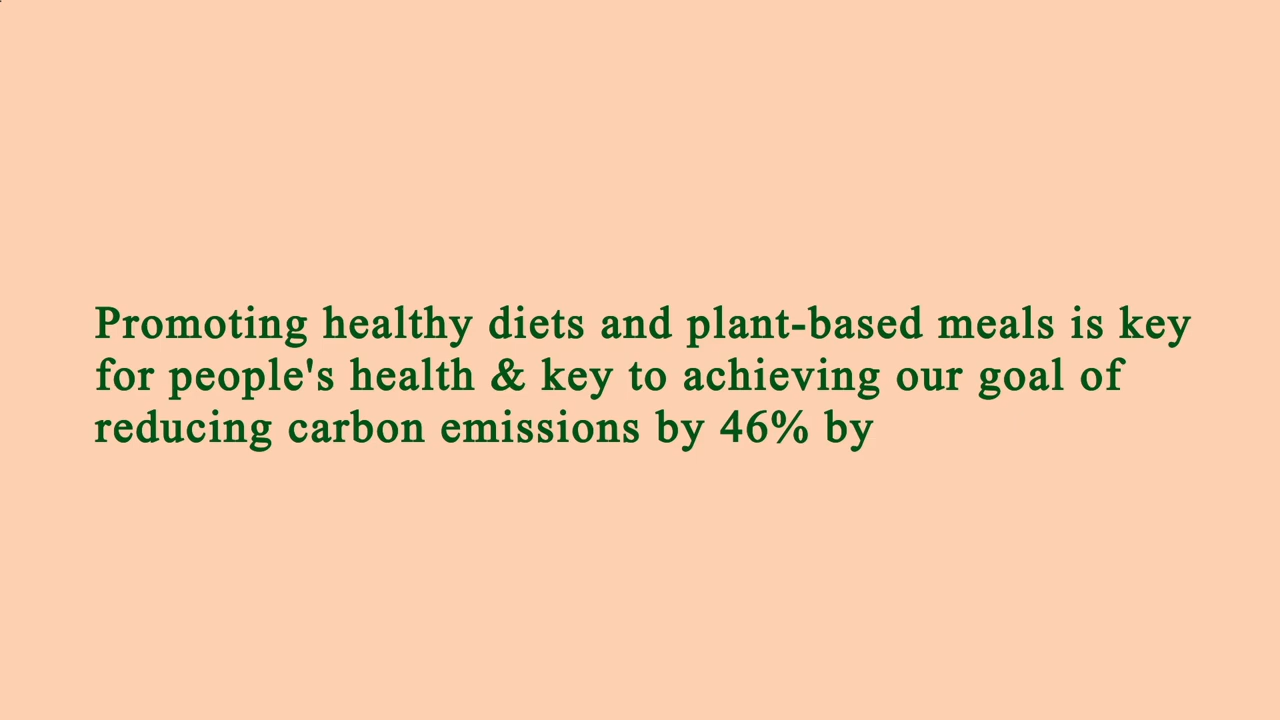 Promoting healthy diets and plant-based meals is key
for people's health & key to achieving our goal of
reducing carbon emissions by 46% by